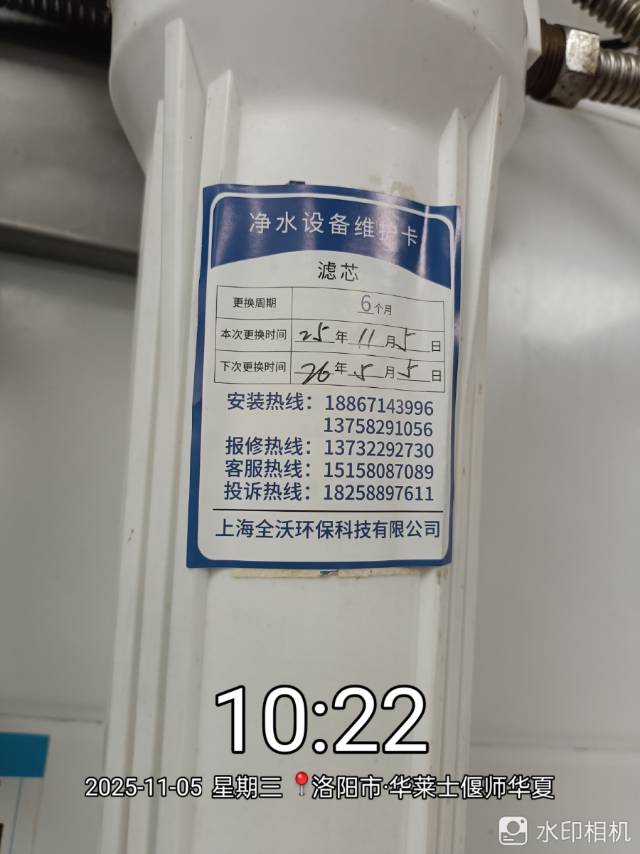 净水设备维护卡
滤芯
更换周期 6个月
本次更换时间 25年11月5日
下次更换时间 26年5月5日
安装热线：18867143996
13758291056
报修热线：13732292730
客服热线：15158087089
投诉热线：18258897611
上海全沃环保科技有限公司
10:22
2025-11-05 星期三 📍洛阳市·华莱士偃师华夏
水印相机